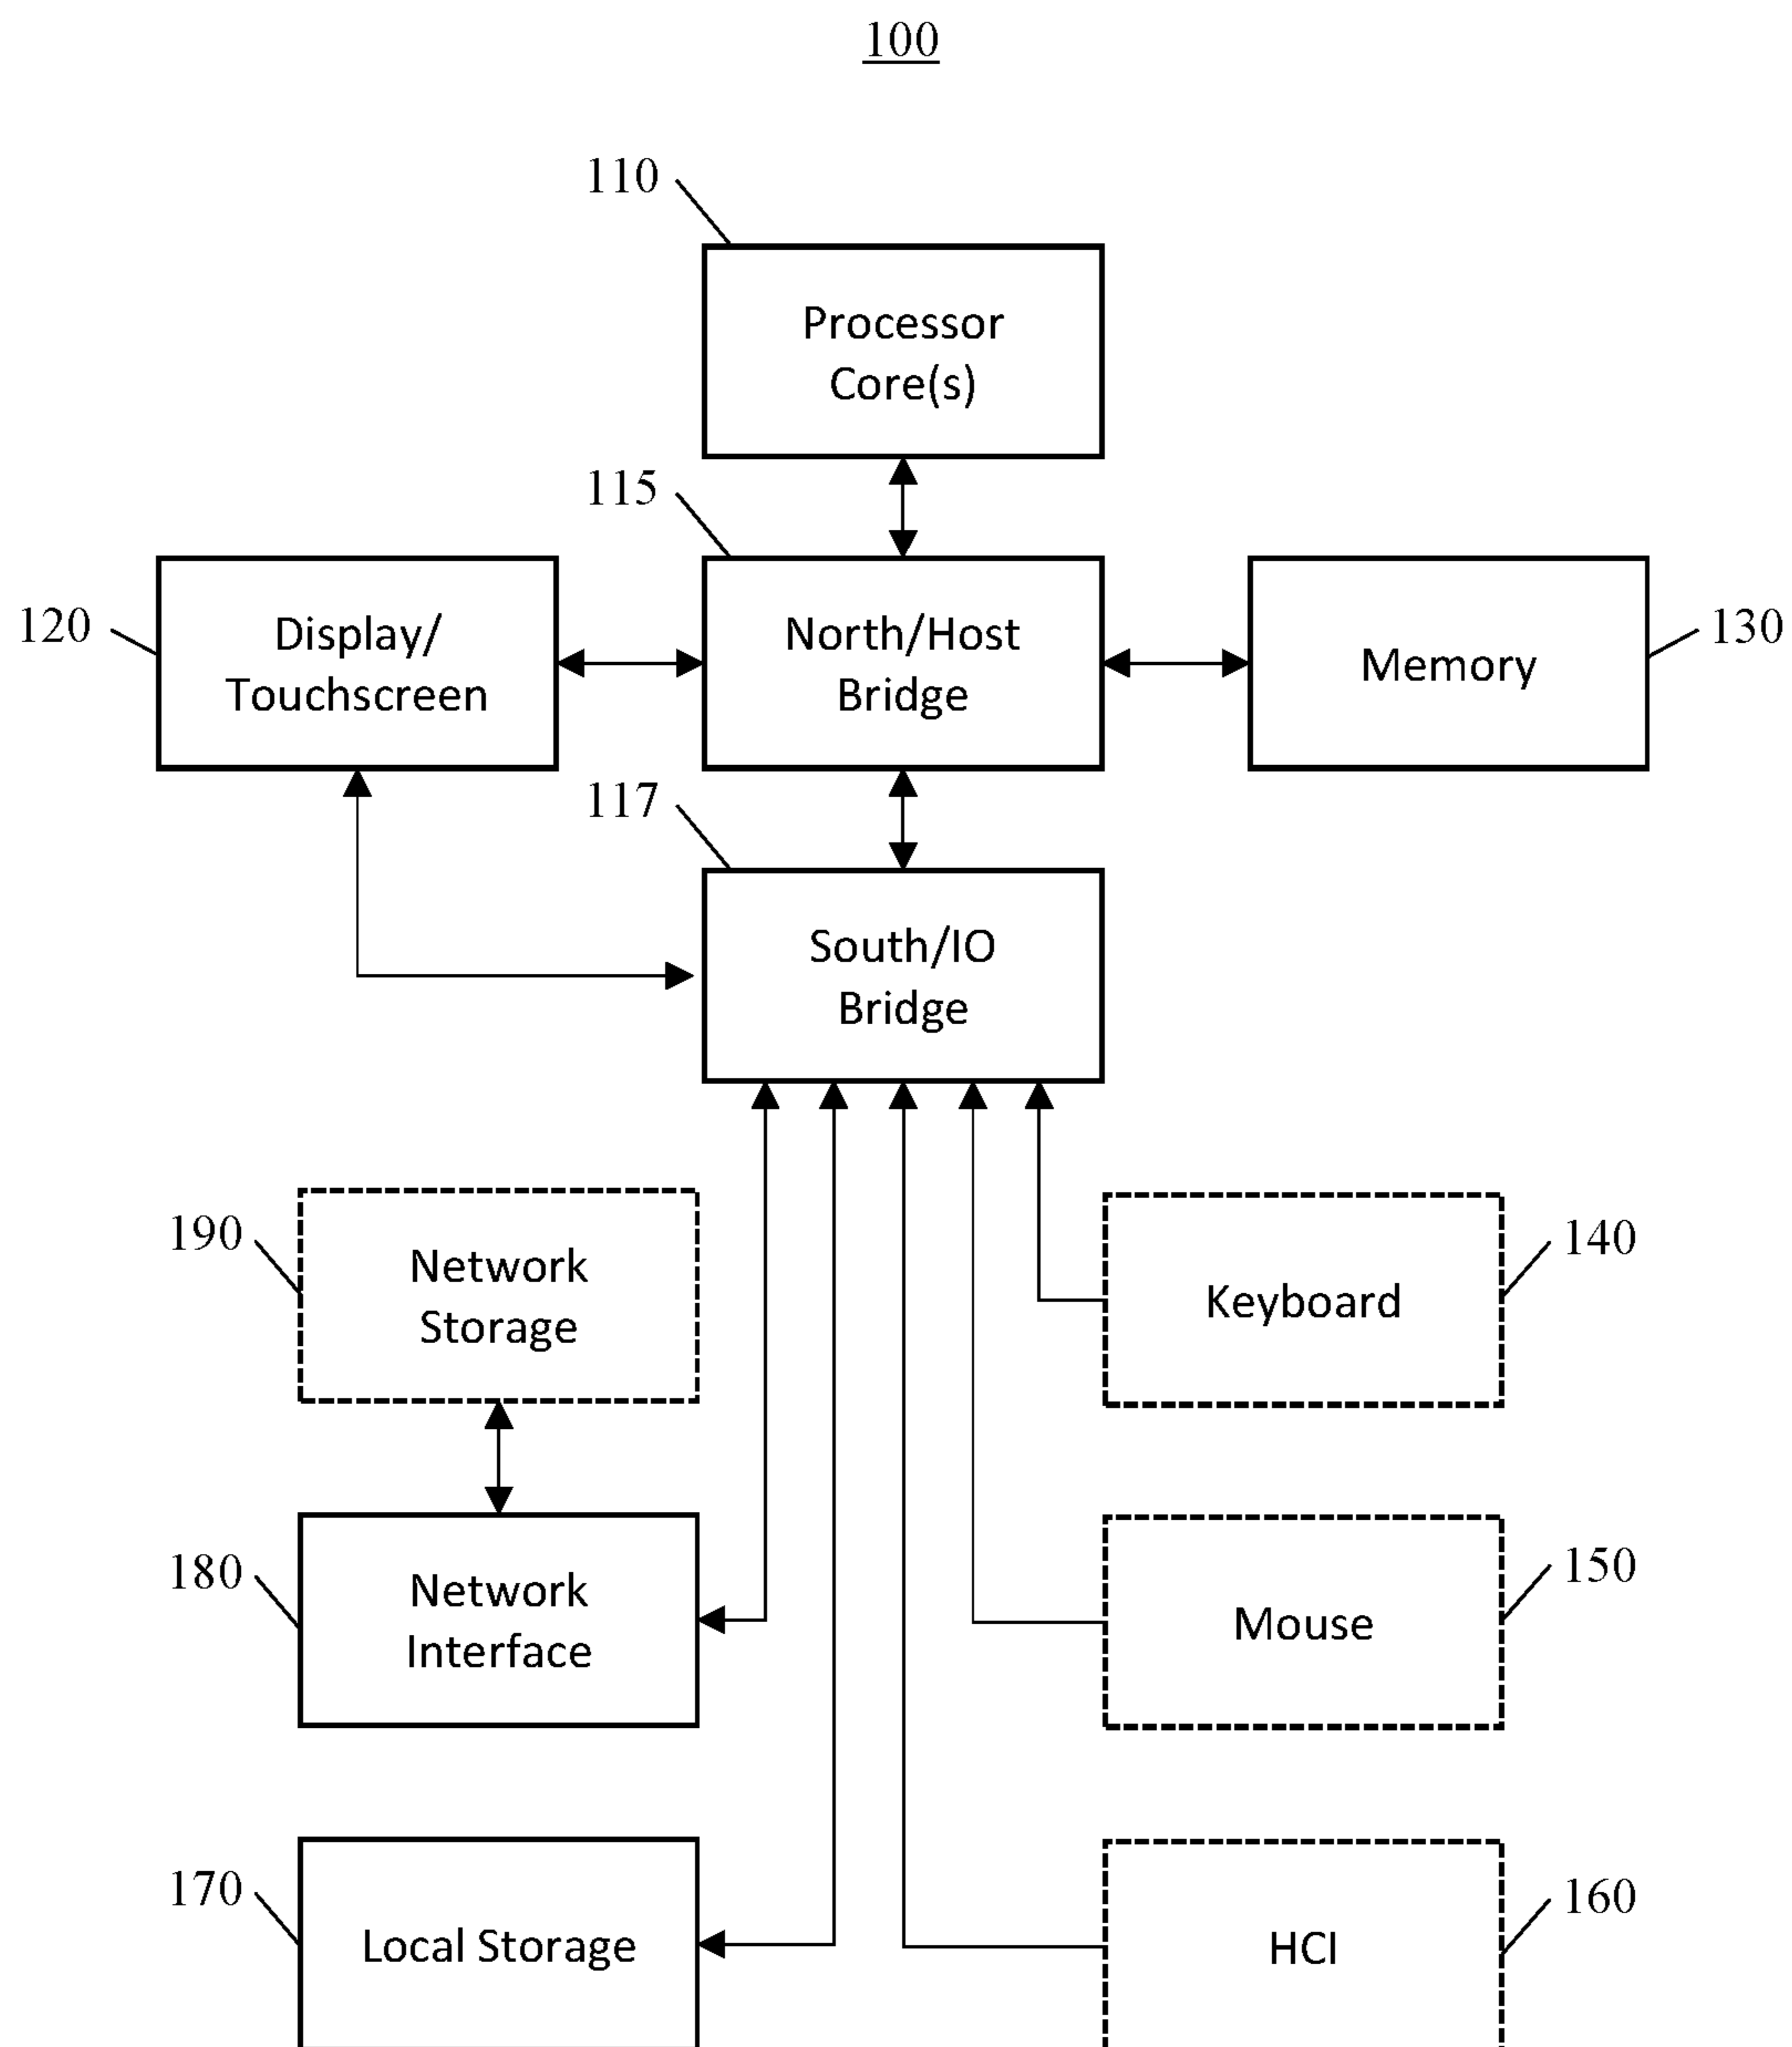 100
110
Processor
Core(s)
115
120
Display/
Touchscreen
North/Host
Bridge
Memory
130
117
South/IO
Bridge
190
Network
Storage
Keyboard
140
180
Network
Interface
Mouse
150
170
Local Storage
HCI
160